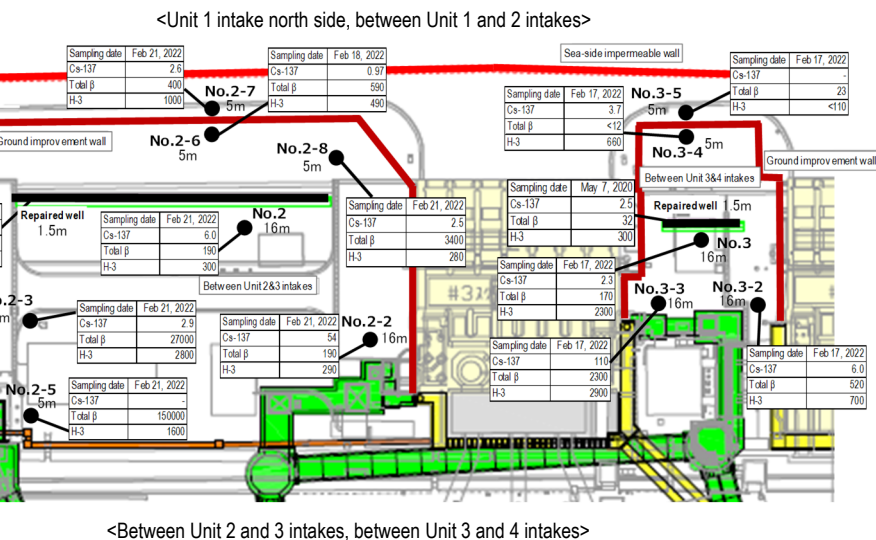 <Unit 1 intake north side, between Unit 1 and 2 intakes>
Sampling date Feb 21, 2022
Cs-137 2.6
Total β 400
H-3 1000
Sampling date Feb 18, 2022
Cs-137 0.97
Total β 590
H-3 490
Sea-side impermeable wall
Sampling date Feb 17, 2022
Cs-137 -
Total β 23
H-3 <110
No.2-7
5m
No.2-6
5m
No.2-8
5m
Ground improvement wall
Sampling date Feb 17, 2022
Cs-137 3.7
Total β <12
H-3 660
No.3-5
5m
No.3-4
5m
Ground improvement wall
Between Unit 3&4 intakes
Repaired well
1.5m
Sampling date Feb 21, 2022
Cs-137 6.0
Total β 190
H-3 300
No.2
16m
Sampling date Feb 21, 2022
Cs-137 2.5
Total β 3400
H-3 280
Sampling date May 7, 2020
Cs-137 2.5
Total β 32
H-3 300
Repaired well 1.5m
No.3
16m
Between Unit 2&3 intakes
Sampling date Feb 17, 2022
Cs-137 2.3
Total β 170
H-3 2300
No.3-3
16m
No.3-2
16m
.2-3
m
Sampling date Feb 21, 2022
Cs-137 2.9
Total β 27000
H-3 2800
Sampling date Feb 21, 2022
Cs-137 54
Total β 190
H-3 290
No.2-2
16m
#3
Sampling date Feb 17, 2022
Cs-137 110
Total β 2300
H-3 2900
Sampling date Feb 17, 2022
Cs-137 6.0
Total β 520
H-3 700
No.2-5
5m
Sampling date Feb 21, 2022
Cs-137 -
Total β 150000
H-3 1600
<Between Unit 2 and 3 intakes, between Unit 3 and 4 intakes>